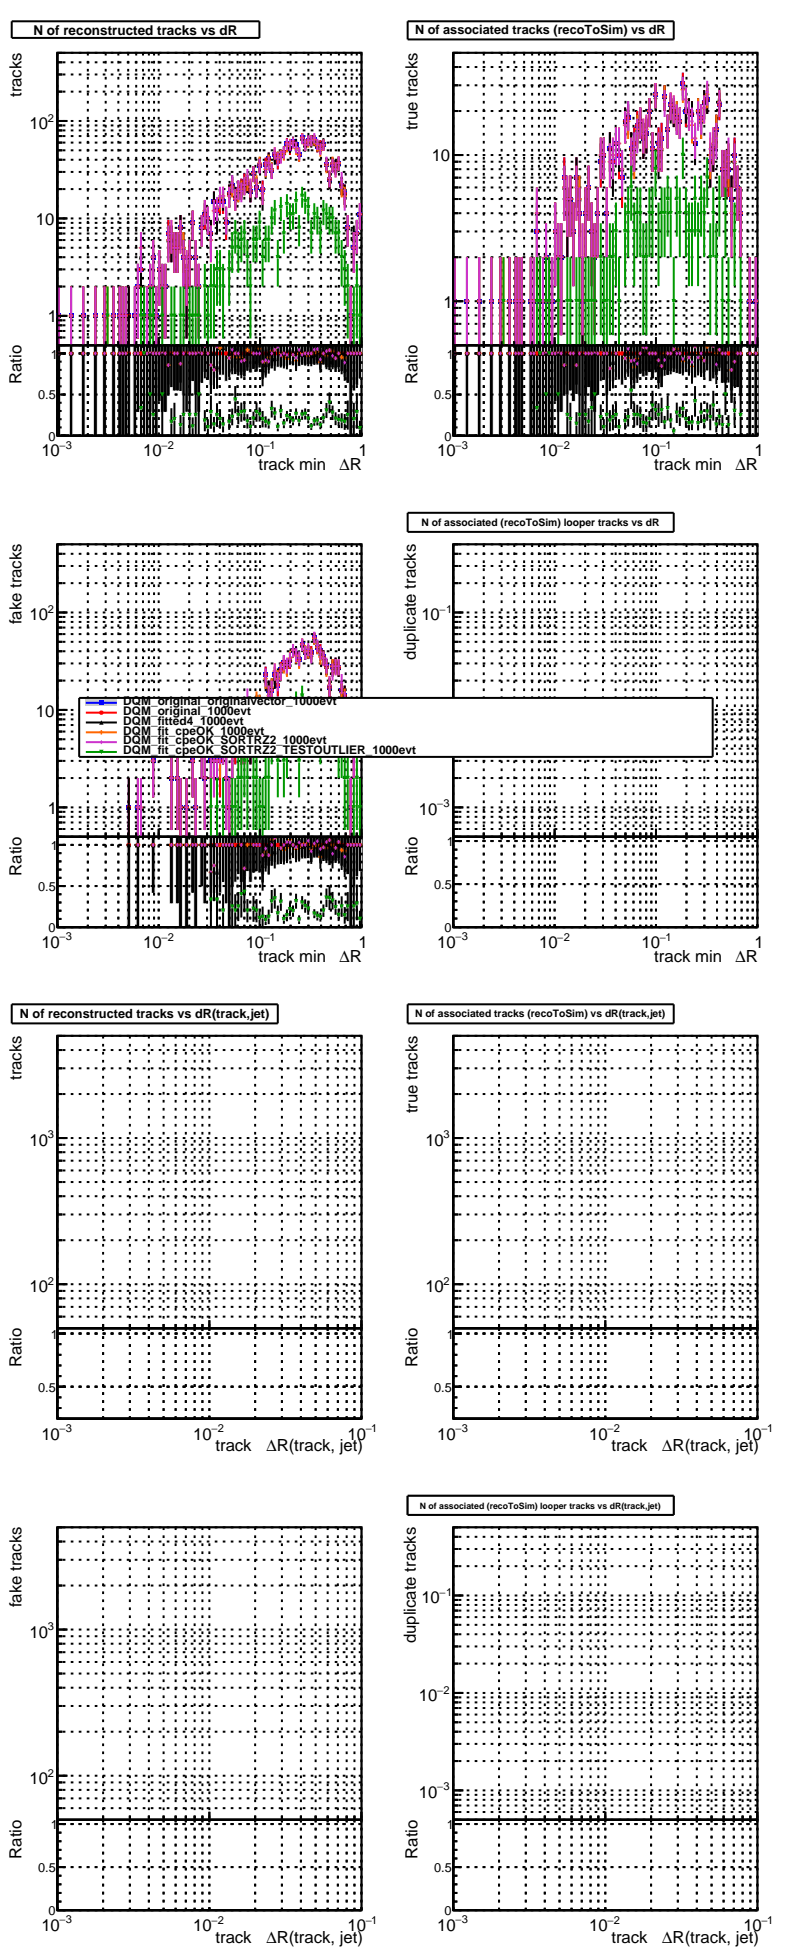 N of reconstructed tracks vs dR
tracks
10²
10
1
Ratio
1
0.5
0
10⁻³
10⁻²
10⁻¹
1
track min ΔR
N of associated tracks (recoToSim) vs dR
true tracks
10
1
Ratio
1
0.5
0
10⁻³
10⁻²
10⁻¹
1
track min ΔR
fake tracks
10²
10
1
Ratio
1
0.5
0
10⁻³
10⁻²
10⁻¹
1
track min ΔR
N of associated (recoToSim) looper tracks vs dR
duplicate tracks
10⁻¹
10⁻³
Ratio
1
0.5
0
10⁻³
10⁻²
10⁻¹
1
track min ΔR
DQM_original_originalvector_1000evt
DQM_original_1000evt
DQM_fitted4_1000evt
DQM_fit_cpeOK_1000evt
DQM_fit_cpeOK_SORTRZ2_1000evt
DQM_fit_cpeOK_SORTRZ2_TESTOUTLIER_1000evt
N of reconstructed tracks vs dR(track,jet)
tracks
10³
10²
Ratio
1
0.5
10⁻³
10⁻²
10⁻¹
track ΔR(track, jet)
N of associated tracks (recoToSim) vs dR(track,jet)
true tracks
10³
10²
Ratio
1
0.5
10⁻³
10⁻²
10⁻¹
track ΔR(track, jet)
fake tracks
10³
10²
Ratio
1
0.5
0
10⁻³
10⁻²
10⁻¹
track ΔR(track, jet)
N of associated (recoToSim) looper tracks vs dR(track,jet)
duplicate tracks
10⁻¹
10⁻²
10⁻³
Ratio
1
0.5
0
10⁻³
10⁻²
10⁻¹
track ΔR(track, jet)